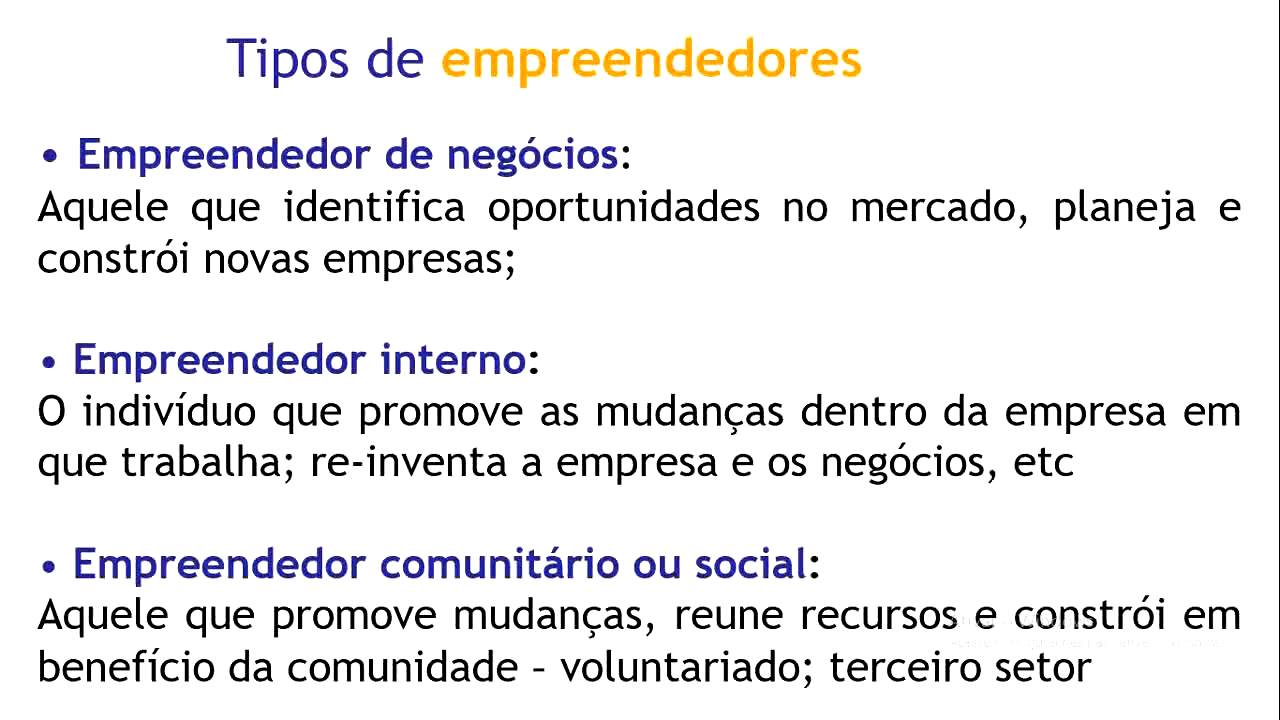 Tipos de empreendedores
• Empreendedor de negócios:
Aquele que identifica oportunidades no mercado, planeja e
constrói novas empresas;
• Empreendedor interno:
O indivíduo que promove as mudanças dentro da empresa em
que trabalha; re-inventa a empresa e os negócios, etc
• Empreendedor comunitário ou social:
Aquele que promove mudanças, reune recursos e constrói em
benefício da comunidade – voluntariado; terceiro setor